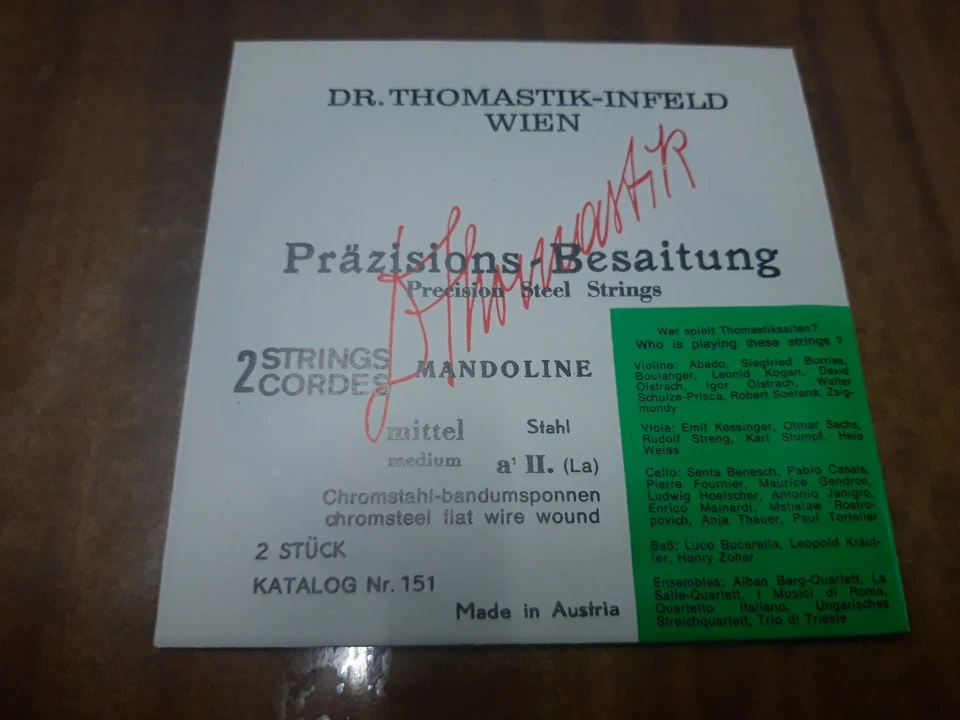 DR. THOMASTIK-INFELD
WIEN
Thomastik
Präzisions-Besaitung
Precision Steel Strings
2 STRINGS
CORDES
MANDOLINE
mittel
medium
Stahl
a¹ II. (La)
Chromstahl-bandumsponnen
chromsteel flat wire wound
2 STÜCK
KATALOG Nr. 151
Made in Austria
Wer spielt Thomastiksaiten?
Who is playing these strings ?
Violine: Abado, Siegfried Borries,
Boulanger, Leonid Kogan, David
Oistrach, Igor Oistrach, Walter
Schulze-Prisca, Robert Soëtens, Zsig-
mondy
Viola: Emil Kessinger, Otmar Sachs,
Rudolf Streng, Karl Stumpf, Helo
Weiss
Cello: Senta Benesch, Pablo Casals,
Pierre Fournier, Maurice Gendron,
Ludwig Hoelscher, Antonio Janigro,
Enrico Mainardi, Mstislaw Rostro-
povich, Anja Thauer, Paul Tortelier
Baß: Luco Bucarella, Leopold Kräut-
ler, Henry Zohar
Ensembles: Alban Berg-Quartett, La
Salle-Quartett, I Musici di Roma,
Quartetto Italiano, Ungarisches
Streichquartett, Trio di Trieste